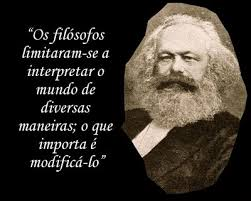 “Os filósofos
limitaram-se a
interpretar o
mundo de
diversas
maneiras; o que
importa é
modificá-lo”